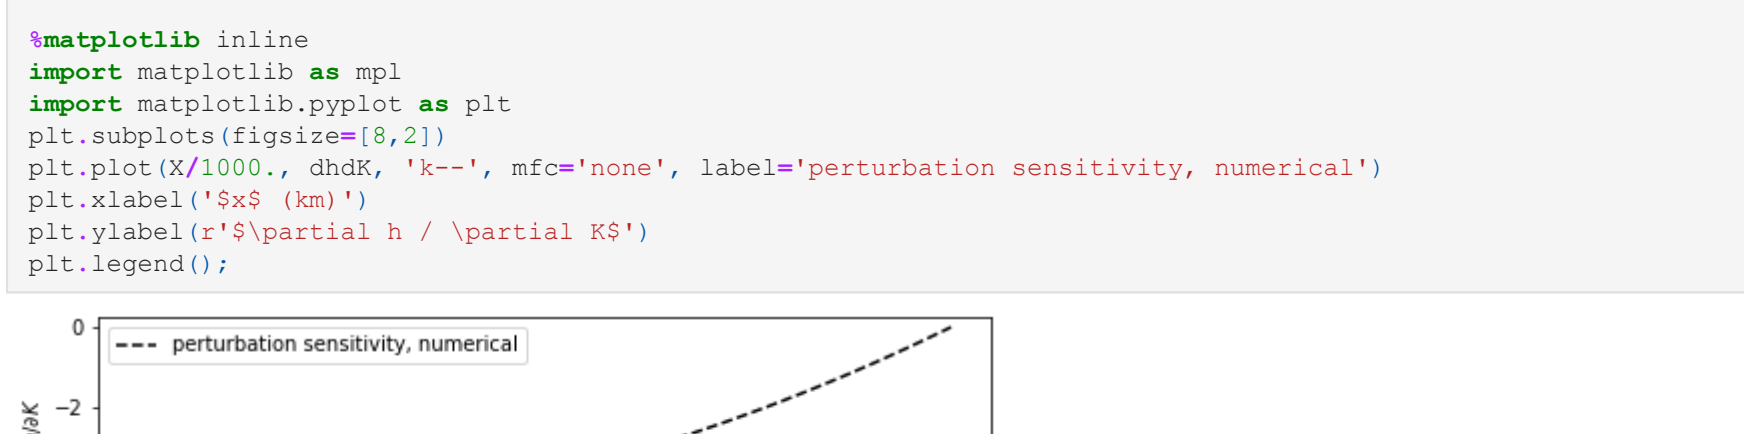 %matplotlib inline
import matplotlib as mpl
import matplotlib.pyplot as plt
plt.subplots(figsize=[8,2])
plt.plot(X/1000., dhdK, 'k--', mfc='none', label='perturbation sensitivity, numerical')
plt.xlabel('$x$ (km)')
plt.ylabel(r'$\partial h / \partial K$')
plt.legend();
0
perturbation sensitivity, numerical
−2